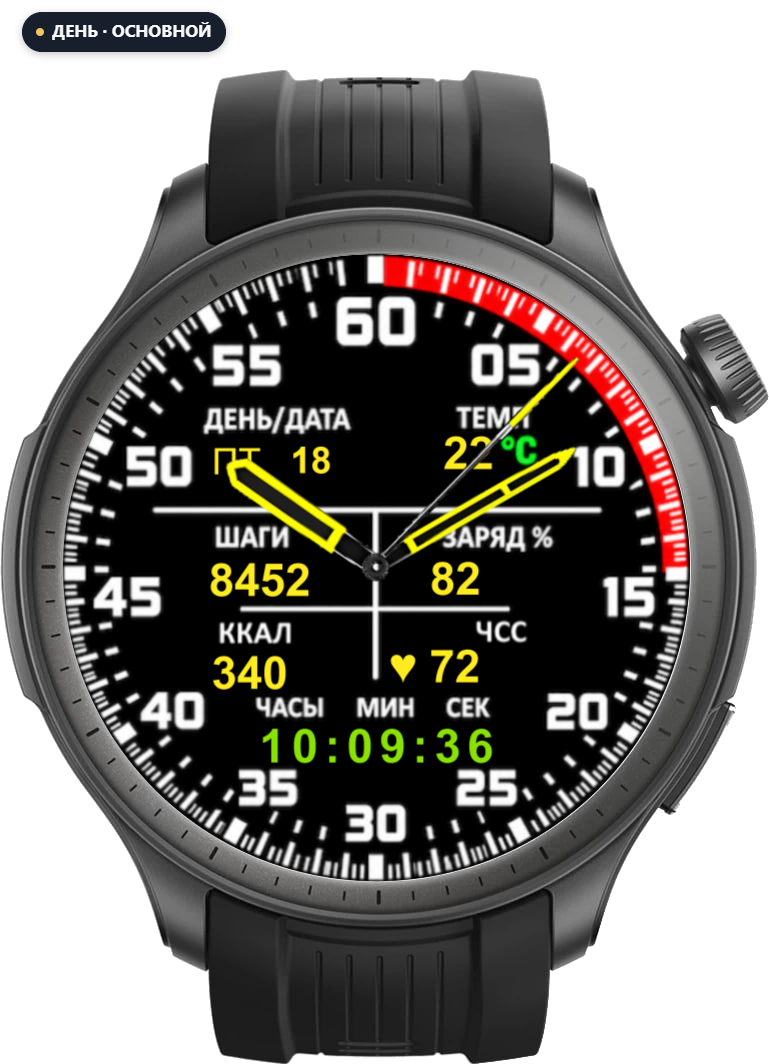 ДЕНЬ · ОСНОВНОЙ
60
55 05
ДЕНЬ/ДАТА ТЕМП
50 ПТ 18 22 °C 10
ШАГИ ЗАРЯД %
8452 82
45 15
ККАЛ ЧСС
340 ♥ 72
40 ЧАСЫ МИН СЕК 20
10:09:36
35 25
30